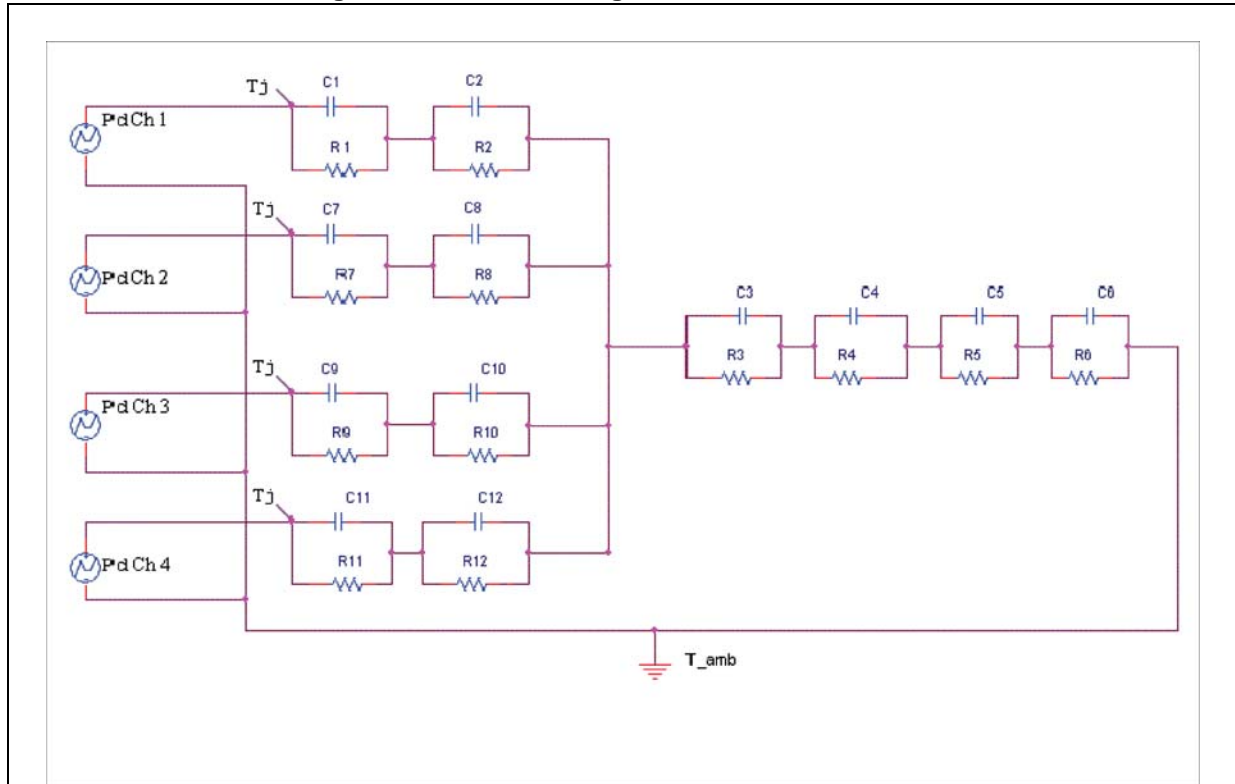 Tj C1 C2
PdCh1
R1 R2
Tj C7 C8
PdCh2
R7 R8
C3 C4 C5 C6
R3 R4 R5 R6
Tj C9 C10
PdCh3
R9 R10
Tj C11 C12
PdCh4
R11 R12
T_amb